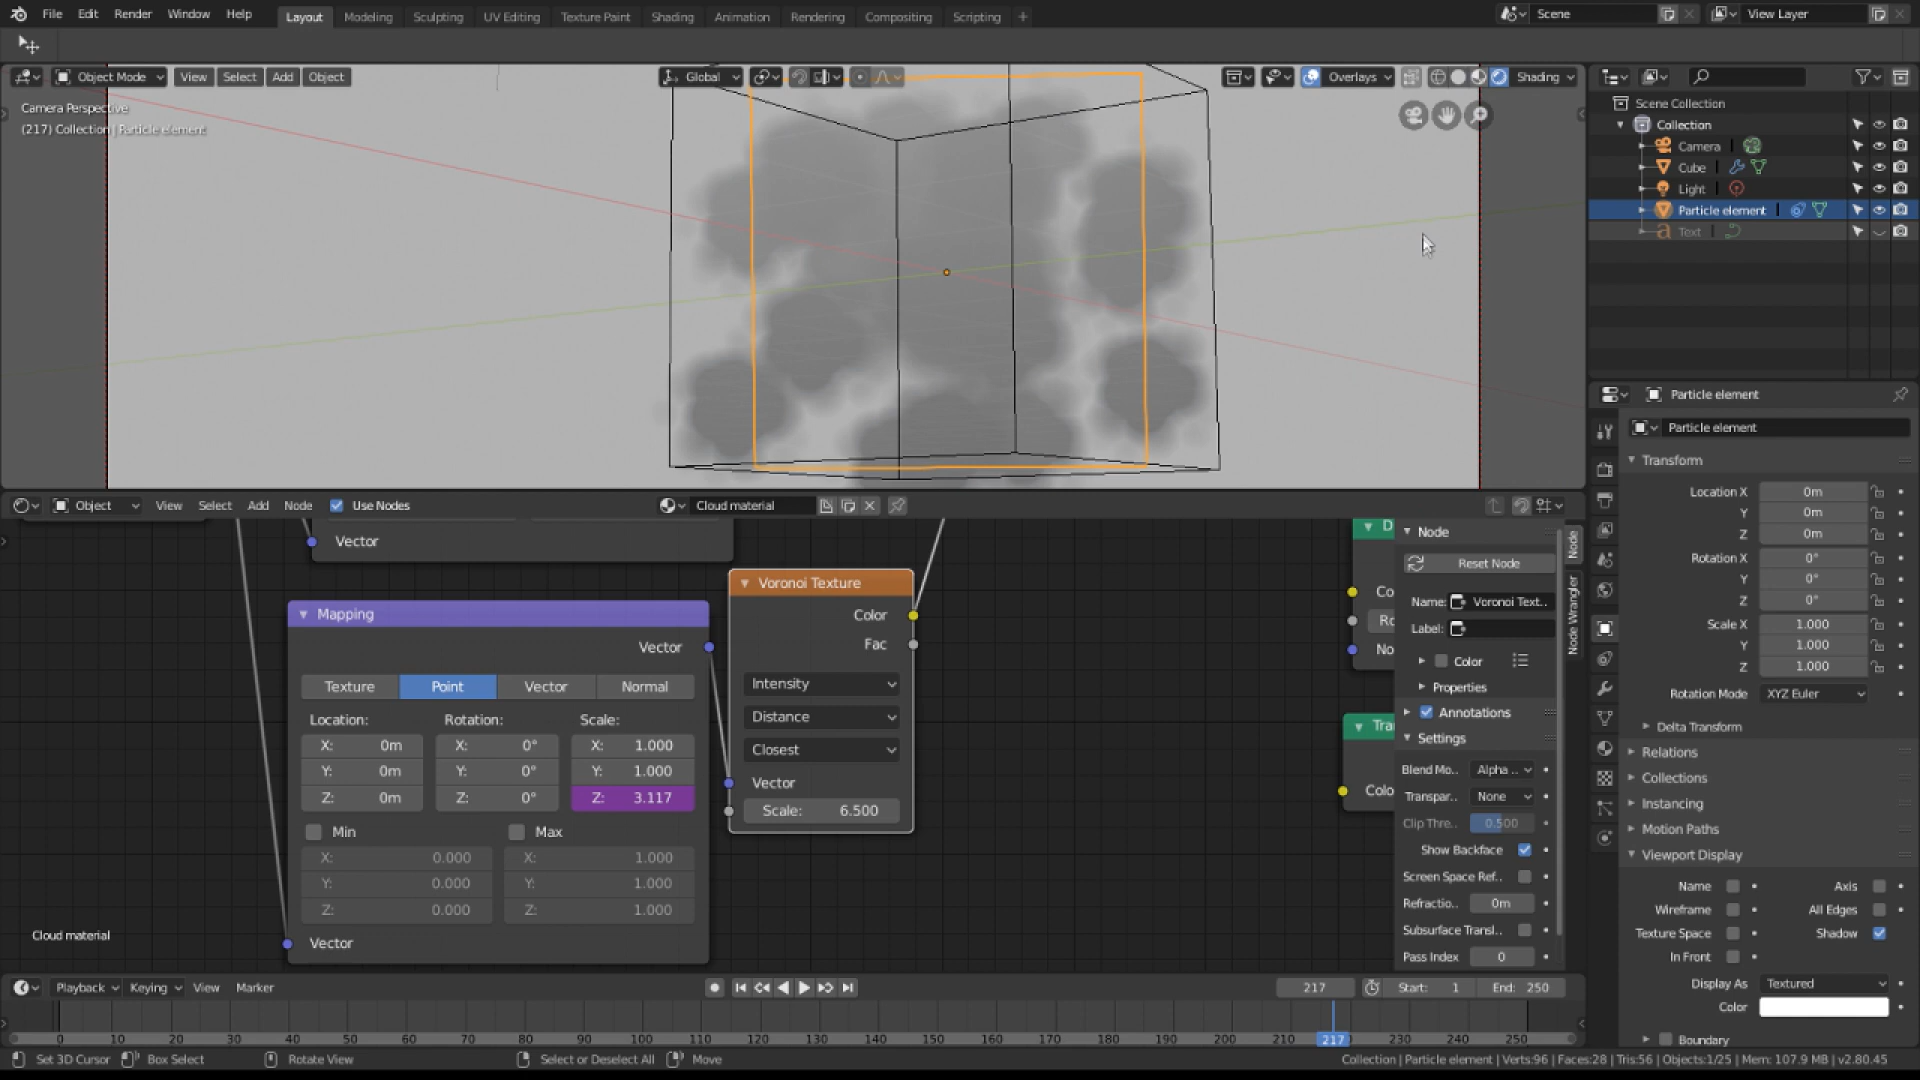 File Edit Render Window Help
Layout Modeling Sculpting UV Editing Texture Paint Shading Animation Rendering Compositing Scripting +
Scene
View Layer
Object Mode View Select Add Object
Global
Overlays
Shading
Camera Perspective
(217) Collection | Particle element
Scene Collection
Collection
Camera
Cube
Light
Particle element
Text
Particle element
Particle element
Transform
Location X 0m
Y 0m
Z 0m
Rotation X 0°
Y 0°
Z 0°
Scale X 1.000
Y 1.000
Z 1.000
Rotation Mode XYZ Euler
Delta Transform
Relations
Collections
Instancing
Motion Paths
Viewport Display
Name Axis
Wireframe All Edges
Texture Space Shadow
In Front
Display As Textured
Color
Boundary
Object View Select Add Node Use Nodes
Cloud material
Vector
Mapping
Vector
Texture Point Vector Normal
Location: Rotation: Scale:
X: 0m X: 0° X: 1.000
Y: 0m Y: 0° Y: 1.000
Z: 0m Z: 0° Z: 3.117
Min Max
X: 0.000 X: 1.000
Y: 0.000 Y: 1.000
Z: 0.000 Z: 1.000
Vector
Voronoi Texture
Color
Fac
Intensity
Distance
Closest
Vector
Scale: 6.500
Cloud material
D
Co
Ro
No
Tra
Colo
Node
Reset Node
Name: Voronoi Text..
Label:
Color
Properties
Annotations
Settings
Blend Mo.. Alpha ..
Transpar.. None
Clip Thre.. 0.500
Show Backface
Screen Space Ref..
Refractio.. 0m
Subsurface Transl..
Pass Index 0
Node
Node Wrangler
Playback Keying View Marker
217
Start: 1 End: 250
0 10 20 30 40 50 60 70 80 90 100 110 120 130 140 150 160 170 180 190 200 210 217 230 240 250
Set 3D Cursor Box Select Rotate View Select or Deselect All Move
Collection | Particle element | Verts:96 | Faces:28 | Tris:56 | Objects:1/25 | Mem: 107.9 MB | v2.80.45